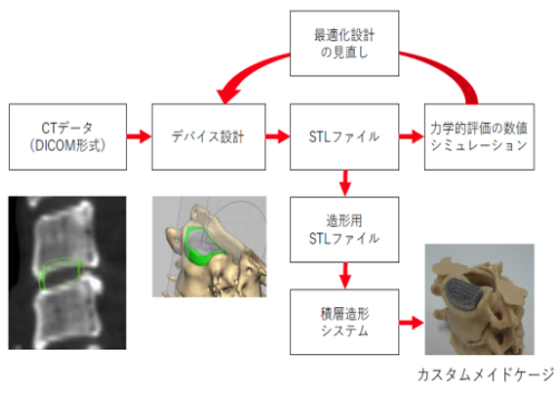 最適化設計
の見直し
CTデータ
(DICOM形式)
デバイス設計
STLファイル
力学的評価の数値
シミュレーション
造形用
STLファイル
積層造形
システム
カスタムメイドケージ